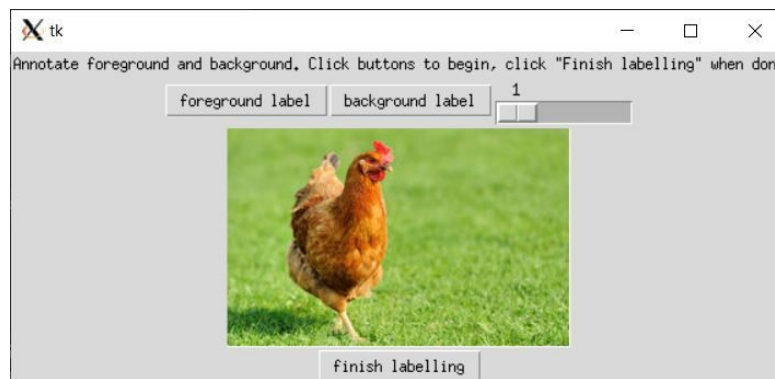 tk
Annotate foreground and background. Click buttons to begin, click "Finish labelling" when don
foreground label background label 1
finish labelling